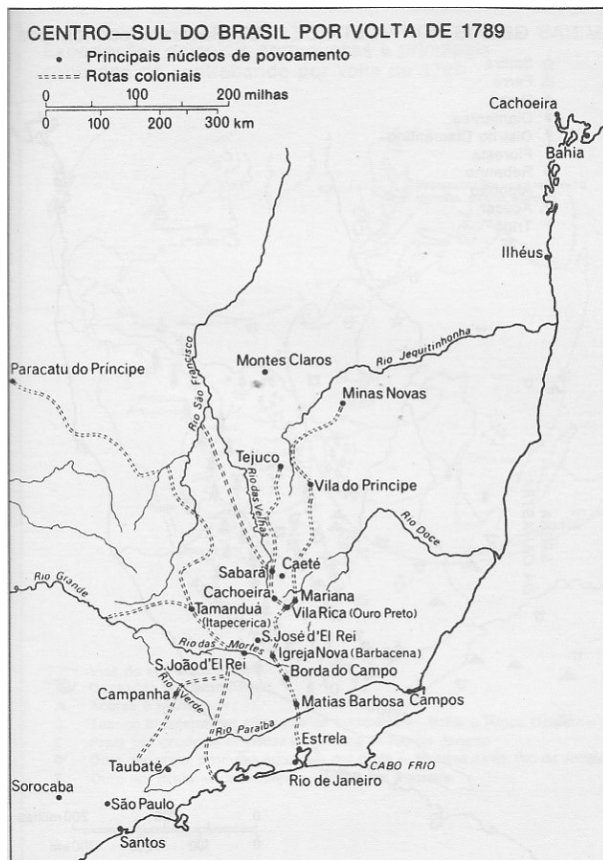 CENTRO—SUL DO BRASIL POR VOLTA DE 1789
Principais núcleos de povoamento
Rotas coloniais
0 100 200 milhas
0 100 200 300 km
Cachoeira
Bahia
Ilhéus
Rio São Francisco
Montes Claros
Rio Jequitinhonha
Paracatu do Príncipe
Minas Novas
Tejuco
Rio das Velhas
Vila do Príncipe
Rio Doce
Sabará
Caeté
Rio Grande
Cachoeira
Mariana
Tamanduá
(Itapecerica)
Vila Rica (Ouro Preto)
Rio das Mortes
S. José d'El Rei
S. João d'El Rei
Igreja Nova (Barbacena)
Borda do Campo
Campanha
Rio Verde
Matias Barbosa
Campos
Rio Paraíba
Estrela
Taubaté
CABO FRIO
Rio de Janeiro
Sorocaba
São Paulo
Santos